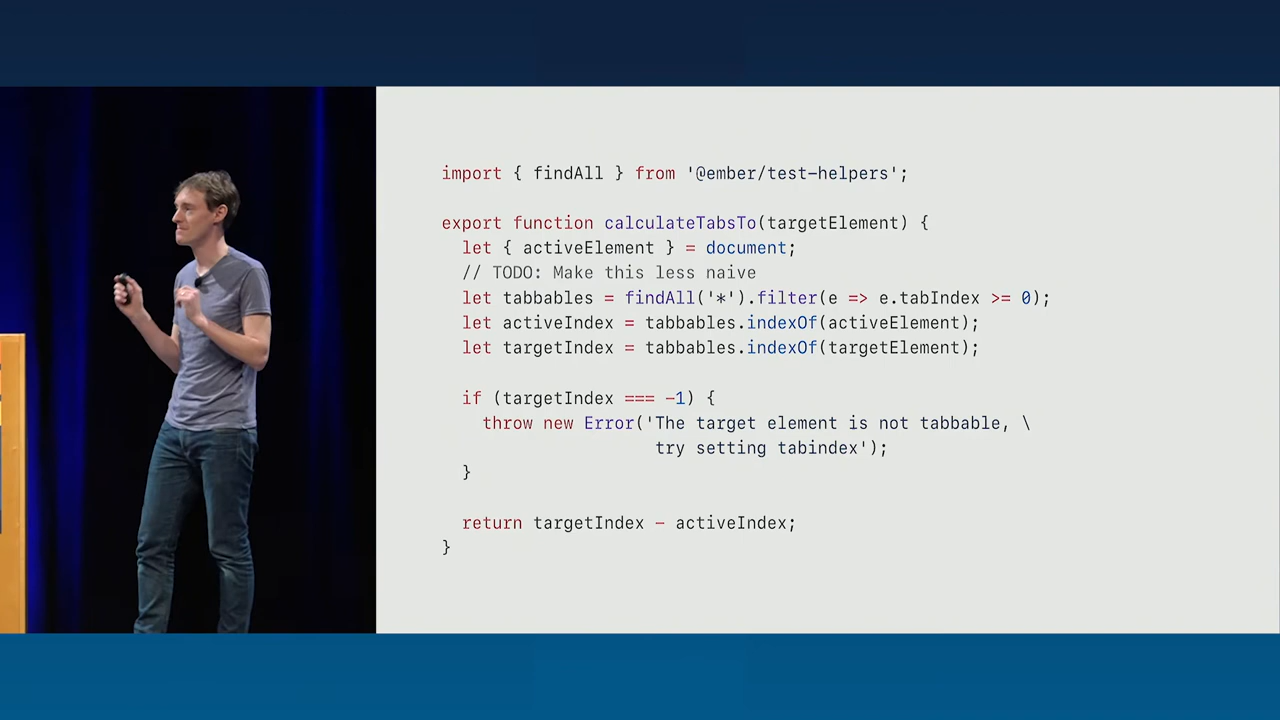 import { findAll } from '@ember/test-helpers';
export function calculateTabsTo(targetElement) {
let { activeElement } = document;
// TODO: Make this less naive
let tabbables = findAll('*').filter(e => e.tabIndex >= 0);
let activeIndex = tabbables.indexOf(activeElement);
let targetIndex = tabbables.indexOf(targetElement);
if (targetIndex === -1) {
throw new Error('The target element is not tabbable, \
try setting tabindex');
}
return targetIndex - activeIndex;
}